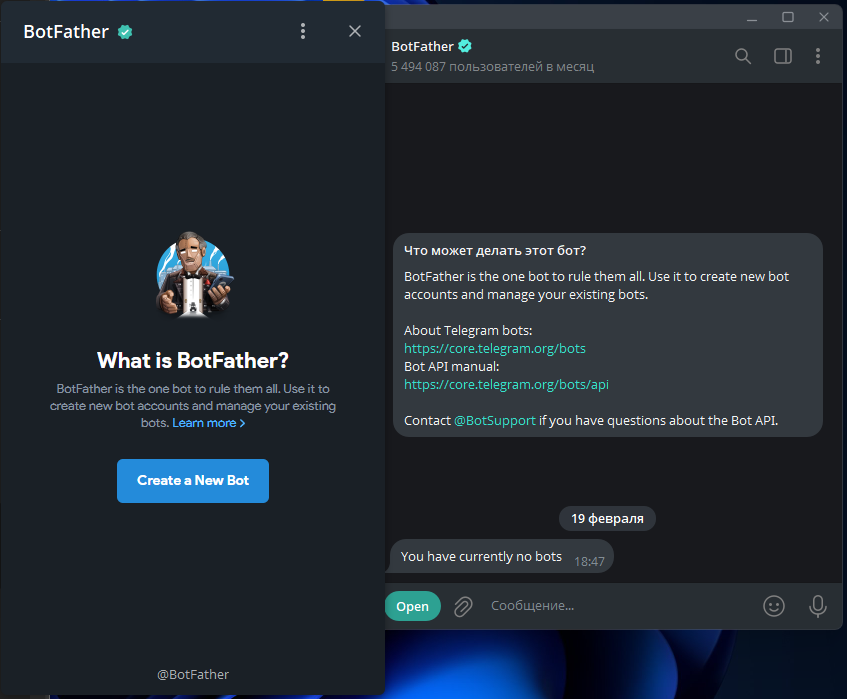 BotFather
What is BotFather?
BotFather is the one bot to rule them all. Use it to
create new bot accounts and manage your existing
bots. Learn more >
Create a New Bot
@BotFather
BotFather
5 494 087 пользователей в месяц
Что может делать этот бот?
BotFather is the one bot to rule them all. Use it to create new bot
accounts and manage your existing bots.
About Telegram bots:
https://core.telegram.org/bots
Bot API manual:
https://core.telegram.org/bots/api
Contact @BotSupport if you have questions about the Bot API.
19 февраля
You have currently no bots 18:47
Open Сообщение...